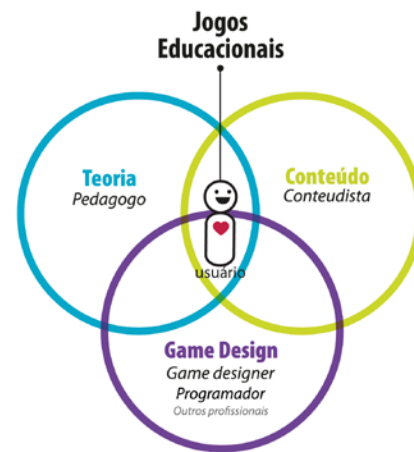 Jogos
Educacionais
Teoria
Pedagogo
Conteúdo
Conteudista
usuário
Game Design
Game designer
Programador
Outros profissionais